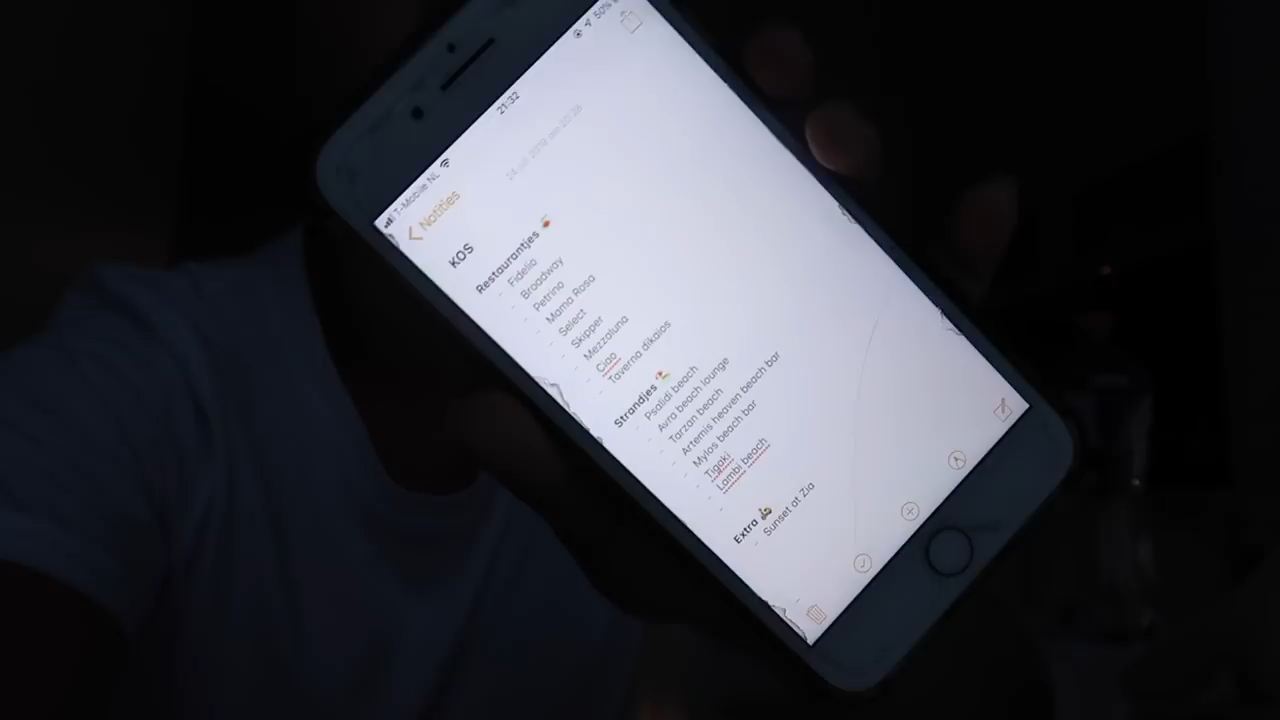 T-Mobile NL
21:32
50%
Notities
KOS
Restaurantjes
- Fidelio
- Broadway
- Petrino
- Mama Rosa
- Select
- Skipper
- Mezzaluna
- Ciao
- Taverna dikaios
Strandjes
- Psalidi beach
- Avra beach lounge
- Tarzan beach
- Artemis heaven beach bar
- Mylos beach bar
- Tigaki
- Lambi beach
Extra
- Sunset at Zia